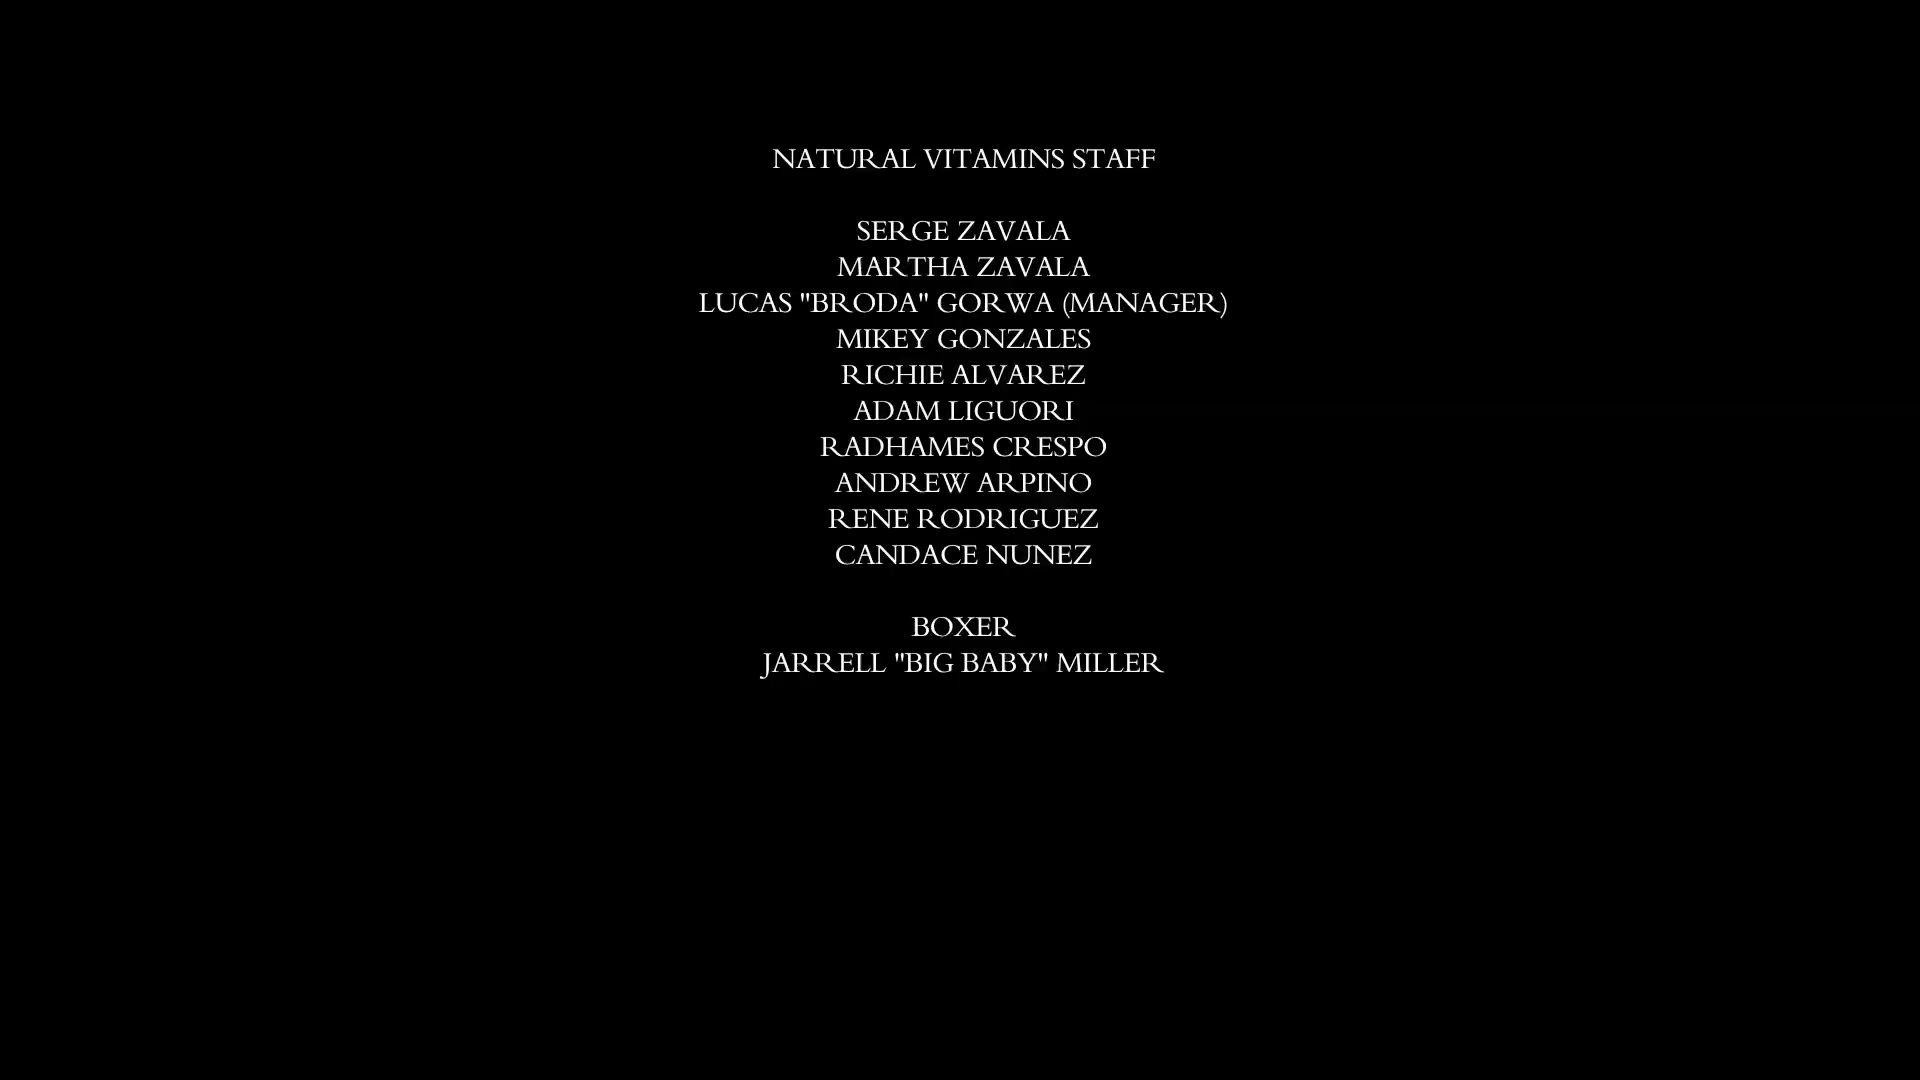 NATURAL VITAMINS STAFF
SERGE ZAVALA
MARTHA ZAVALA
LUCAS "BRODA" GORWA (MANAGER)
MIKEY GONZALES
RICHIE ALVAREZ
ADAM LIGUORI
RADHAMES CRESPO
ANDREW ARPINO
RENE RODRIGUEZ
CANDACE NUNEZ
BOXER
JARRELL "BIG BABY" MILLER